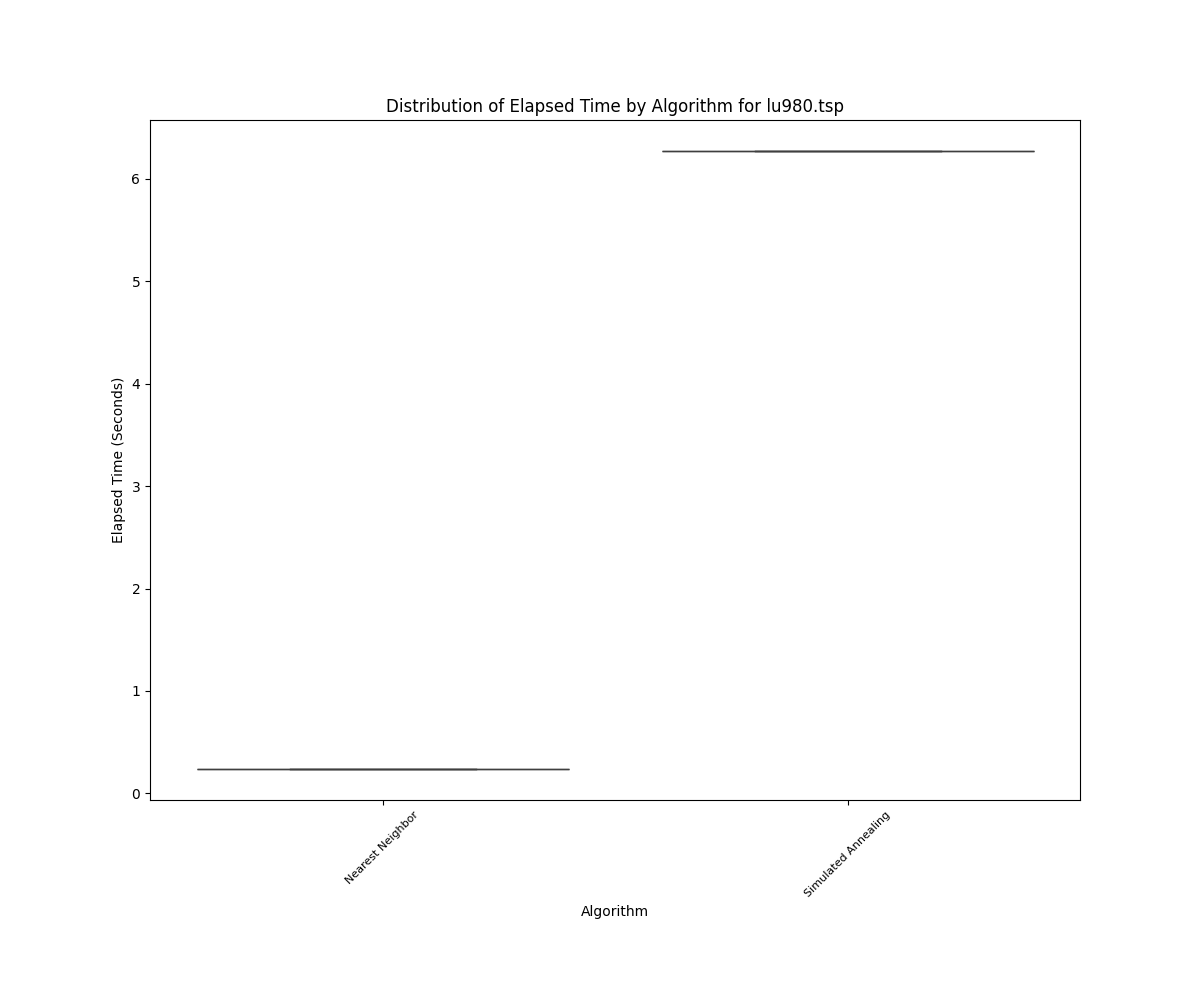 Distribution of Elapsed Time by Algorithm for lu980.tsp
Elapsed Time (Seconds)
6
5
4
3
2
1
0
Nearest Neighbor
Simulated Annealing
Algorithm